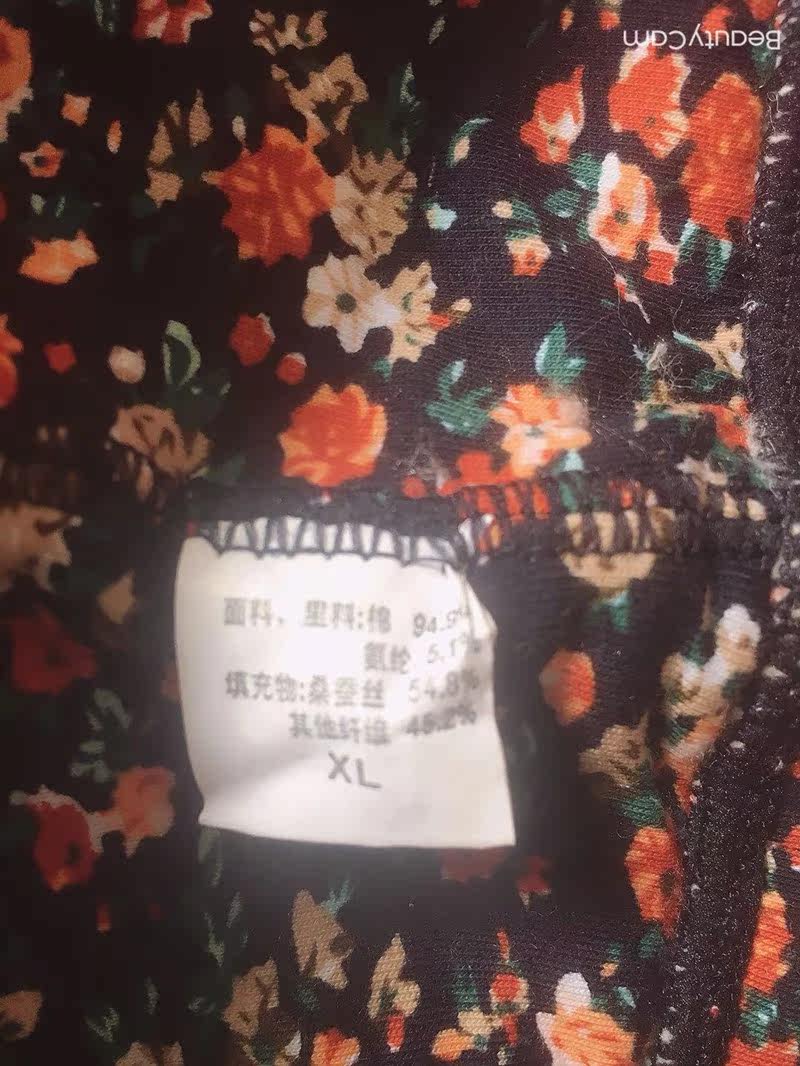 BeautyCam
面料、里料:棉 94.9%
氨纶 5.1%
填充物:桑蚕丝 54.8%
其他纤维 45.2%
XL